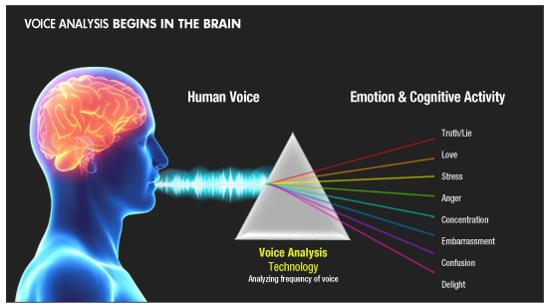 VOICE ANALYSIS BEGINS IN THE BRAIN
Human Voice
Emotion & Cognitive Activity
Truth/Lie
Love
Stress
Anger
Concentration
Embarrassment
Confusion
Delight
Voice Analysis
Technology
Analyzing frequency of voice